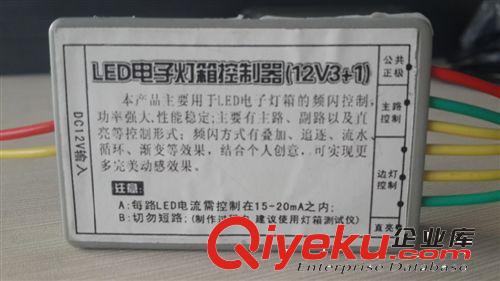 LED电子灯箱控制器(12V3+1)
DC12V输入
本产品主要用于LED电子灯箱的频闪控制,
功率强大,性能稳定;主要有主路、副路以及直
亮等控制形式;频闪方式有叠加、追逐、流水
循环、渐变等效果,结合个人创意,可实现更
多完美动感效果。
注意:
A:每路LED电流需控制在15-20mA之内;
B:切勿短路;(制作过程中 建议使用灯箱测试仪)
公共
正极
主路
控制
边灯
控制
直亮
Qiyeku.com 企业库
Enterprise Database